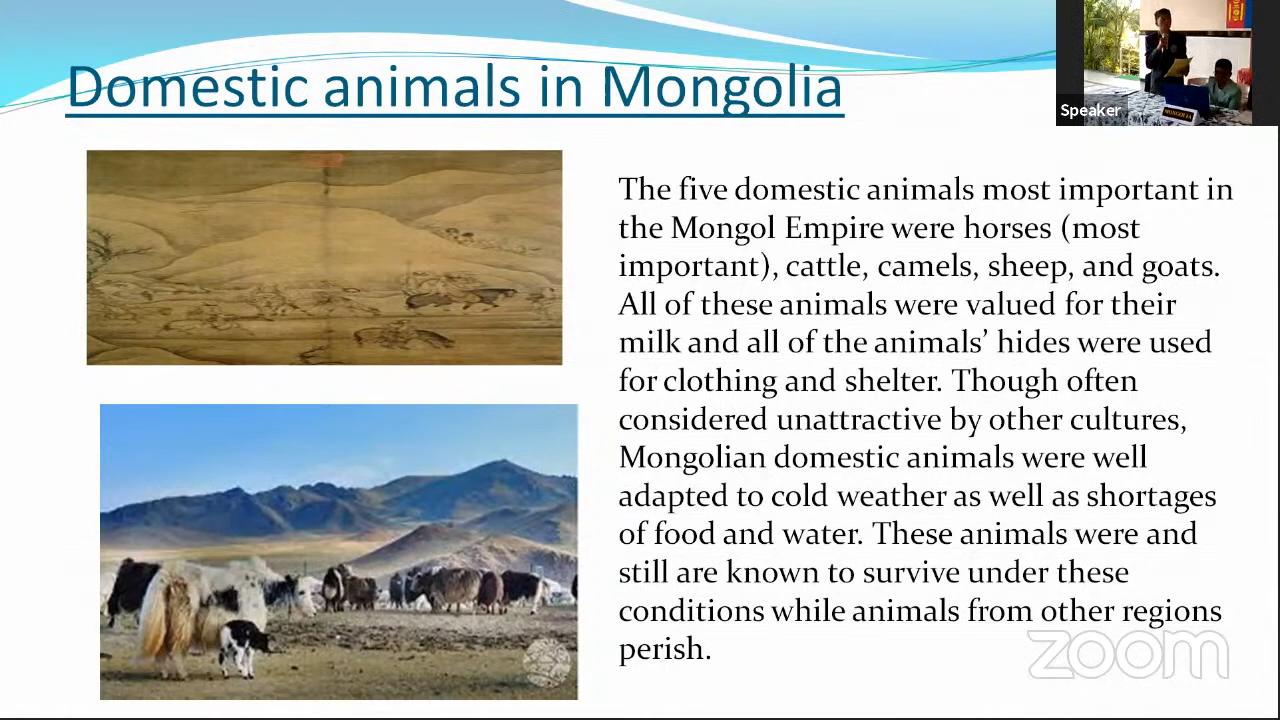 Domestic animals in Mongolia
Speaker
MONGOLIA
The five domestic animals most important in
the Mongol Empire were horses (most
important), cattle, camels, sheep, and goats.
All of these animals were valued for their
milk and all of the animals’ hides were used
for clothing and shelter. Though often
considered unattractive by other cultures,
Mongolian domestic animals were well
adapted to cold weather as well as shortages
of food and water. These animals were and
still are known to survive under these
conditions while animals from other regions
perish.
zoom